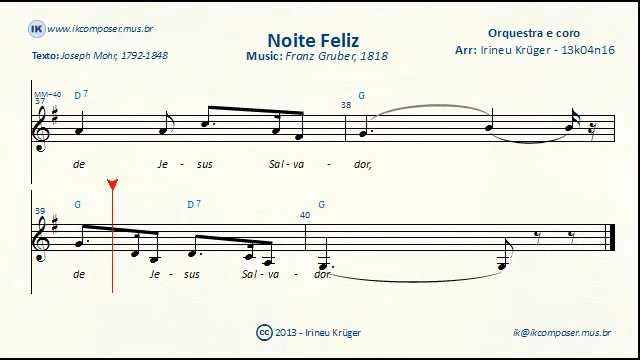 IK www.ikcomposer.mus.br
Noite Feliz
Orquestra e coro
Texto: Joseph Mohr, 1792-1848
Music: Franz Gruber, 1818
Arr: Irineu Krüger - 13k04n16
MM=40
37 D 7 38 G
de Je - sus Sal - va - dor,
39 G D 7 40 G
de Je - sus Sal - va - dor.
cc 2013 - Irineu Krüger
ik@ikcomposer.mus.br